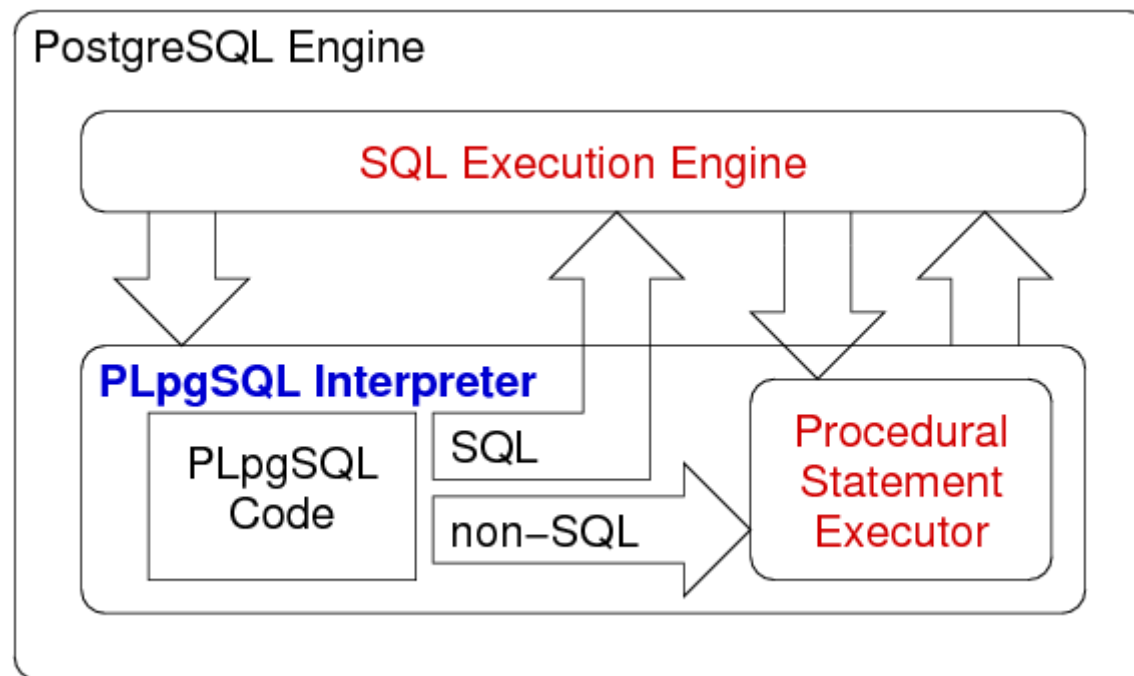 PostgreSQL Engine
SQL Execution Engine
PLpgSQL Interpreter
PLpgSQL
Code
SQL
non−SQL
Procedural
Statement
Executor